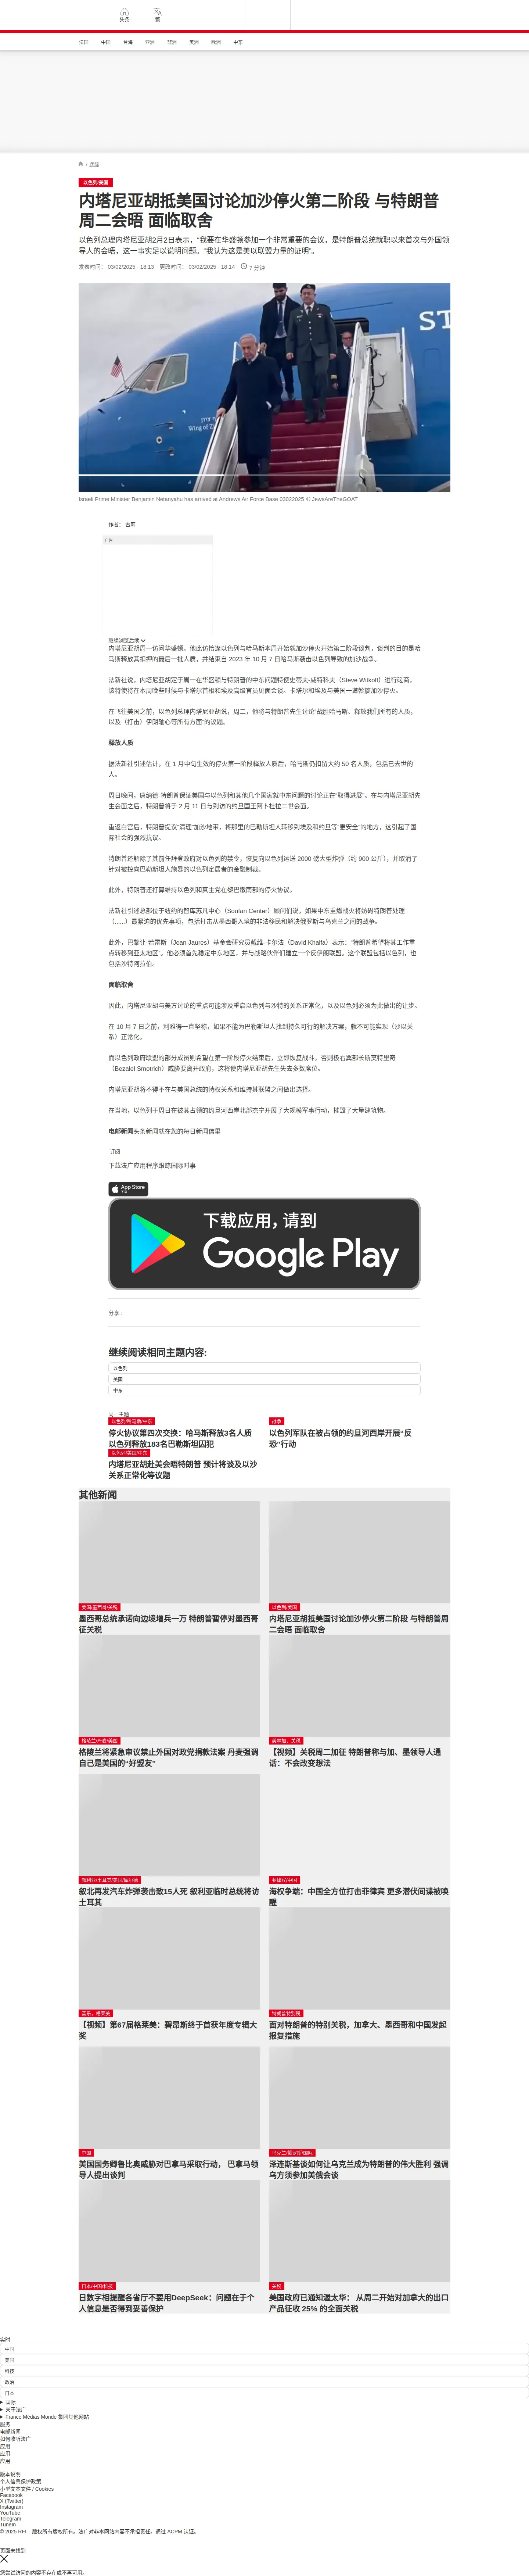 头条
繁
法国
中国
台海
亚洲
非洲
美洲
欧洲
中东
/ 国际
以色列/美国
内塔尼亚胡抵美国讨论加沙停火第二阶段 与特朗普
周二会晤 面临取舍
以色列总理内塔尼亚胡2月2日表示，“我要在华盛顿参加一个非常重要的会议，是特朗普总统就职以来首次与外国领
导人的会晤，这一事实足以说明问题。“我认为这是美以联盟力量的证明”。
发表时间： 03/02/2025 - 18:13 更改时间： 03/02/2025 - 18:14 7 分钟
Wing of Zion
Israeli Prime Minister Benjamin Netanyahu has arrived at Andrews Air Force Base 03022025 © JewsAreTheGOAT
作者： 古莉
广告
继续浏览后续
内塔尼亚胡周一访问华盛顿。他此访恰逢以色列与哈马斯本周开始就加沙停火开始第二阶段谈判，谈判的目的是哈
马斯释放其扣押的最后一批人质，并结束自 2023 年 10 月 7 日哈马斯袭击以色列导致的加沙战争。
法新社说，内塔尼亚胡定于周一在华盛顿与特朗普的中东问题特使史蒂夫·威特科夫（Steve Witkoff）进行磋商，
该特使将在本周晚些时候与卡塔尔首相和埃及高级官员见面会谈。卡塔尔和埃及与美国一道斡旋加沙停火。
在飞往美国之前，以色列总理内塔尼亚胡说，周二，他将与特朗普先生讨论“战胜哈马斯、释放我们所有的人质，
以及（打击）伊朗轴心等所有方面”的议题。
释放人质
据法新社引述估计，在 1 月中旬生效的停火第一阶段释放人质后，哈马斯仍扣留大约 50 名人质，包括已去世的
人。
周日晚间，唐纳德·特朗普保证美国与以色列和其他几个国家就中东问题的讨论正在“取得进展”。在与内塔尼亚胡先
生会面之后，特朗普将于 2 月 11 日与到访的约旦国王阿卜杜拉二世会面。
重返白宫后，特朗普提议“清理”加沙地带，将那里的巴勒斯坦人转移到埃及和约旦等“更安全”的地方，这引起了国
际社会的强烈抗议。
特朗普还解除了其前任拜登政府对以色列的禁令，恢复向以色列运送 2000 磅大型炸弹（约 900 公斤），并取消了
针对被控向巴勒斯坦人施暴的以色列定居者的金融制裁。
此外，特朗普还打算维持以色列和真主党在黎巴嫩南部的停火协议。
法新社引述总部位于纽约的智库苏凡中心（Soufan Center）顾问们说，如果中东重燃战火将妨碍特朗普处理
（......）最紧迫的优先事项，包括打击从墨西哥入境的非法移民和解决俄罗斯与乌克兰之间的战争。
此外，巴黎让·若雷斯（Jean Jaures）基金会研究员戴维·卡尔法（David Khalfa）表示：“特朗普希望将其工作重
点转移到亚太地区”。他必须首先稳定中东地区，并与战略伙伴们建立一个反伊朗联盟。这个联盟包括以色列，也
包括沙特阿拉伯。
面临取舍
因此，内塔尼亚胡与美方讨论的重点可能涉及重启以色列与沙特的关系正常化，以及以色列必须为此做出的让步。
在 10 月 7 日之前，利雅得一直坚称，如果不能为巴勒斯坦人找到持久可行的解决方案，就不可能实现（沙以关
系）正常化。
而以色列政府联盟的部分成员则希望在第一阶段停火结束后，立即恢复战斗，否则极右翼部长斯莫特里奇
（Bezalel Smotrich）威胁要离开政府，这将使内塔尼亚胡先生失去多数席位。
内塔尼亚胡将不得不在与美国总统的特权关系和维持其联盟之间做出选择。
在当地，以色列于周日在被其占领的约旦河西岸北部杰宁开展了大规模军事行动，摧毁了大量建筑物。
电邮新闻头条新闻就在您的每日新闻信里
订阅
下载法广应用程序跟踪国际时事
App Store
下载应用，请到
Google Play
分享 :
继续阅读相同主题内容:
以色列
美国
中东
同一主题
以色列/哈马斯/中东
停火协议第四次交换：哈马斯释放3名人质
以色列释放183名巴勒斯坦囚犯
战争
以色列军队在被占领的约旦河西岸开展“反
恐”行动
以色列/美国/中东
内塔尼亚胡赴美会晤特朗普 预计将谈及以沙
关系正常化等议题
其他新闻
美国/墨西哥/关税
墨西哥总统承诺向边境增兵一万 特朗普暂停对墨西哥
征关税
以色列/美国
内塔尼亚胡抵美国讨论加沙停火第二阶段 与特朗普周
二会晤 面临取舍
格陵兰/丹麦/美国
格陵兰将紧急审议禁止外国对政党捐款法案 丹麦强调
自己是美国的“好盟友”
美墨加，关税
【视频】关税周二加征 特朗普称与加、墨领导人通
话：不会改变想法
叙利亚/土耳其/美国/库尔德
叙北再发汽车炸弹袭击致15人死 叙利亚临时总统将访
土耳其
菲律宾/中国
海权争端：中国全方位打击菲律宾 更多潜伏间谍被唤
醒
音乐，格莱美
【视频】第67届格莱美：碧昂斯终于首获年度专辑大
奖
特朗普特别税
面对特朗普的特别关税，加拿大、墨西哥和中国发起
报复措施
中国
美国国务卿鲁比奥威胁对巴拿马采取行动， 巴拿马领
导人提出谈判
乌克兰/俄罗斯/国际
泽连斯基谈如何让乌克兰成为特朗普的伟大胜利 强调
乌方须参加美俄会谈
日本/中国/科技
日数字相提醒各省厅不要用DeepSeek：问题在于个
人信息是否得到妥善保护
关税
美国政府已通知渥太华： 从周二开始对加拿大的出口
产品征收 25% 的全面关税
实时
中国
美国
科技
政治
日本
国际
关于法广
France Médias Monde 集团其他网站
服务
电邮新闻
如何收听法广
应用
应用
应用
版本说明
个人信息保护政策
小型文本文件 / Cookies
Facebook
X (Twitter)
Instagram
YouTube
Telegram
TuneIn
© 2025 RFI – 版权所有版权所有。法广对非本网站内容不承担责任。通过 ACPM 认证。
页面未找到
您尝试访问的内容不存在或不再可用。